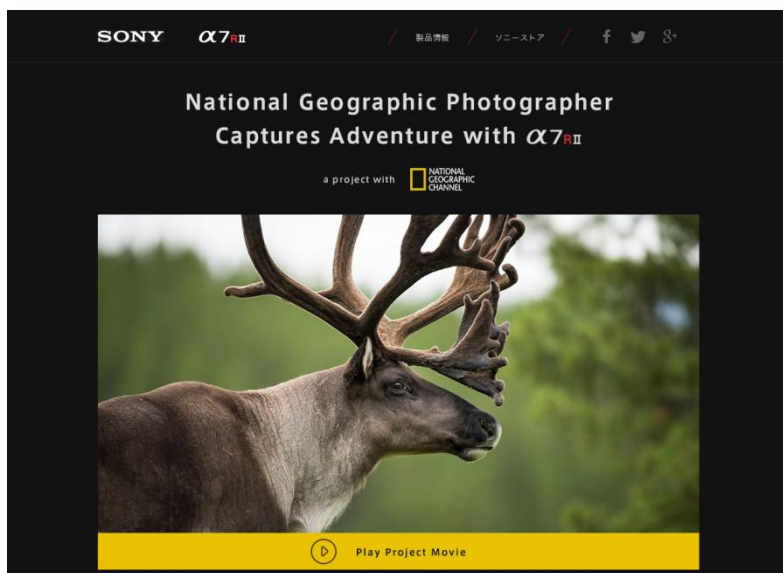 SONY α7RII / 製品情報 / ソニーストア / f g+
National Geographic Photographer
Captures Adventure with α7RII
a project with NATIONAL
GEOGRAPHIC
CHANNEL
Play Project Movie